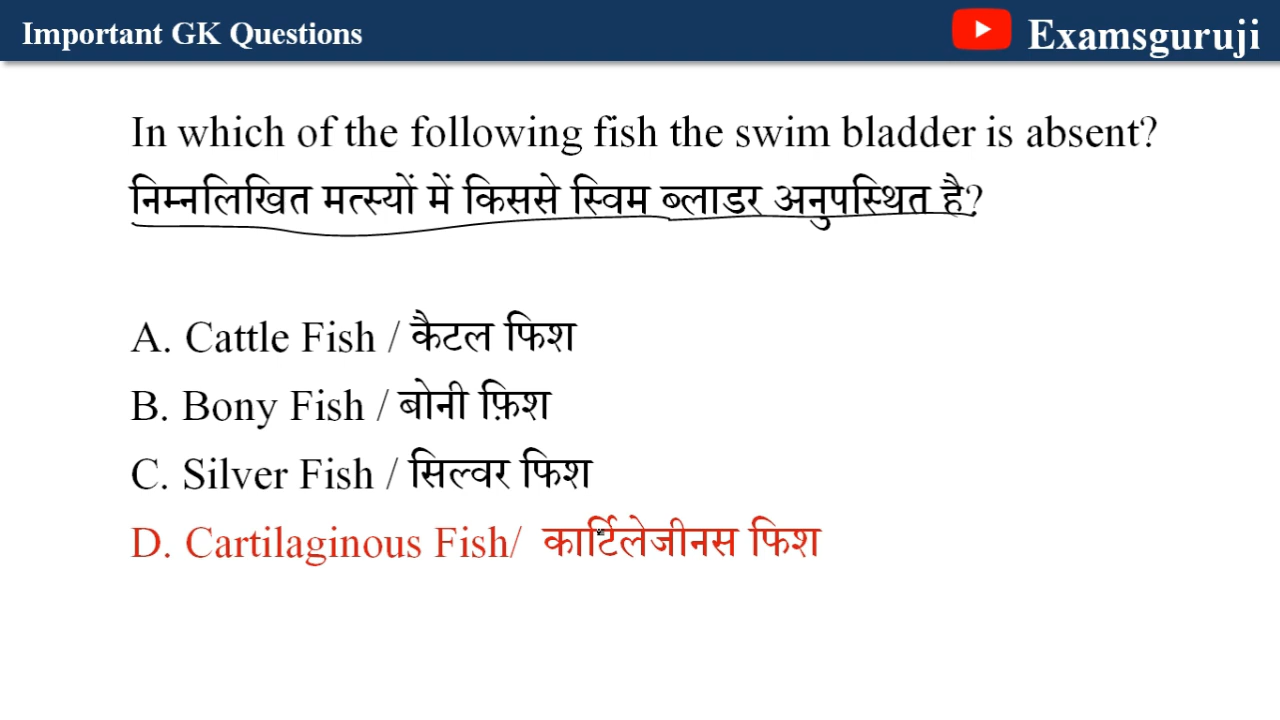 Important GK Questions
Examsguruji
In which of the following fish the swim bladder is absent?
निम्नलिखित मत्स्यों में किससे स्विम ब्लाडर अनुपस्थित है?
A. Cattle Fish / कैटल फिश
B. Bony Fish / बोनी फ़िश
C. Silver Fish / सिल्वर फिश
D. Cartilaginous Fish/ कार्टिलेजीनस फिश